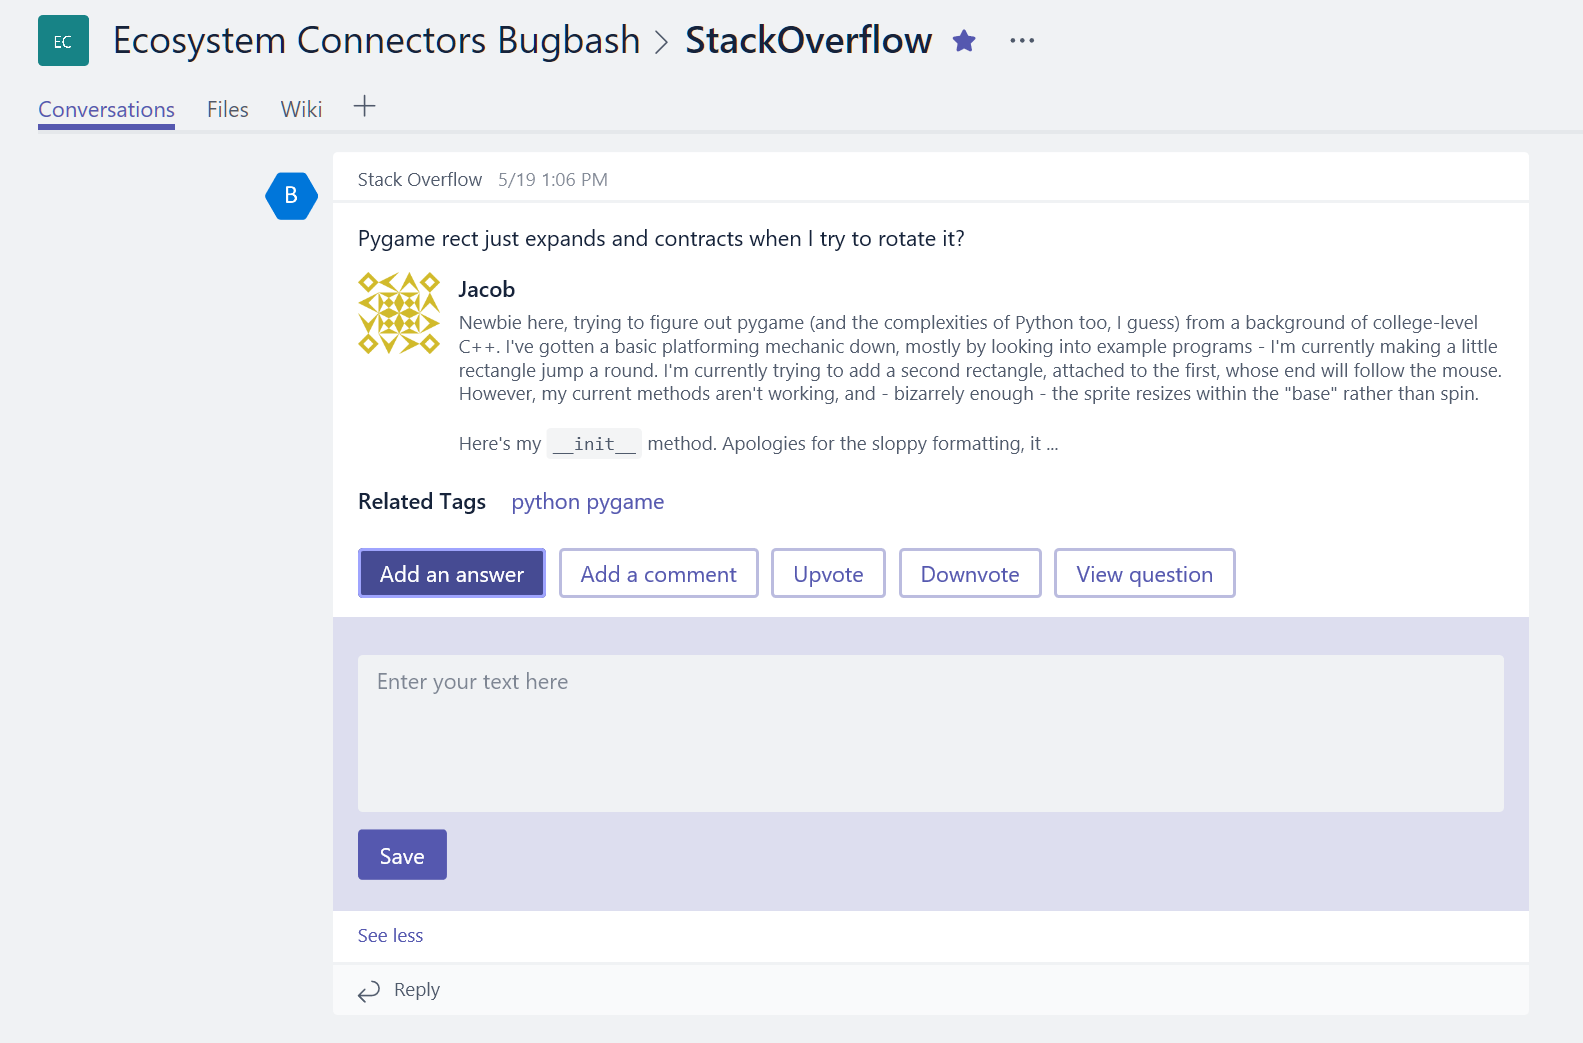 EC
Ecosystem Connectors Bugbash > StackOverflow ...
Conversations Files Wiki +
B
Stack Overflow 5/19 1:06 PM
Pygame rect just expands and contracts when I try to rotate it?
Jacob
Newbie here, trying to figure out pygame (and the complexities of Python too, I guess) from a background of college-level
C++. I've gotten a basic platforming mechanic down, mostly by looking into example programs - I'm currently making a little
rectangle jump a round. I'm currently trying to add a second rectangle, attached to the first, whose end will follow the mouse.
However, my current methods aren't working, and - bizarrely enough - the sprite resizes within the "base" rather than spin.
Here's my __init__ method. Apologies for the sloppy formatting, it ...
Related Tags python pygame
Add an answer Add a comment Upvote Downvote View question
Enter your text here
Save
See less
Reply